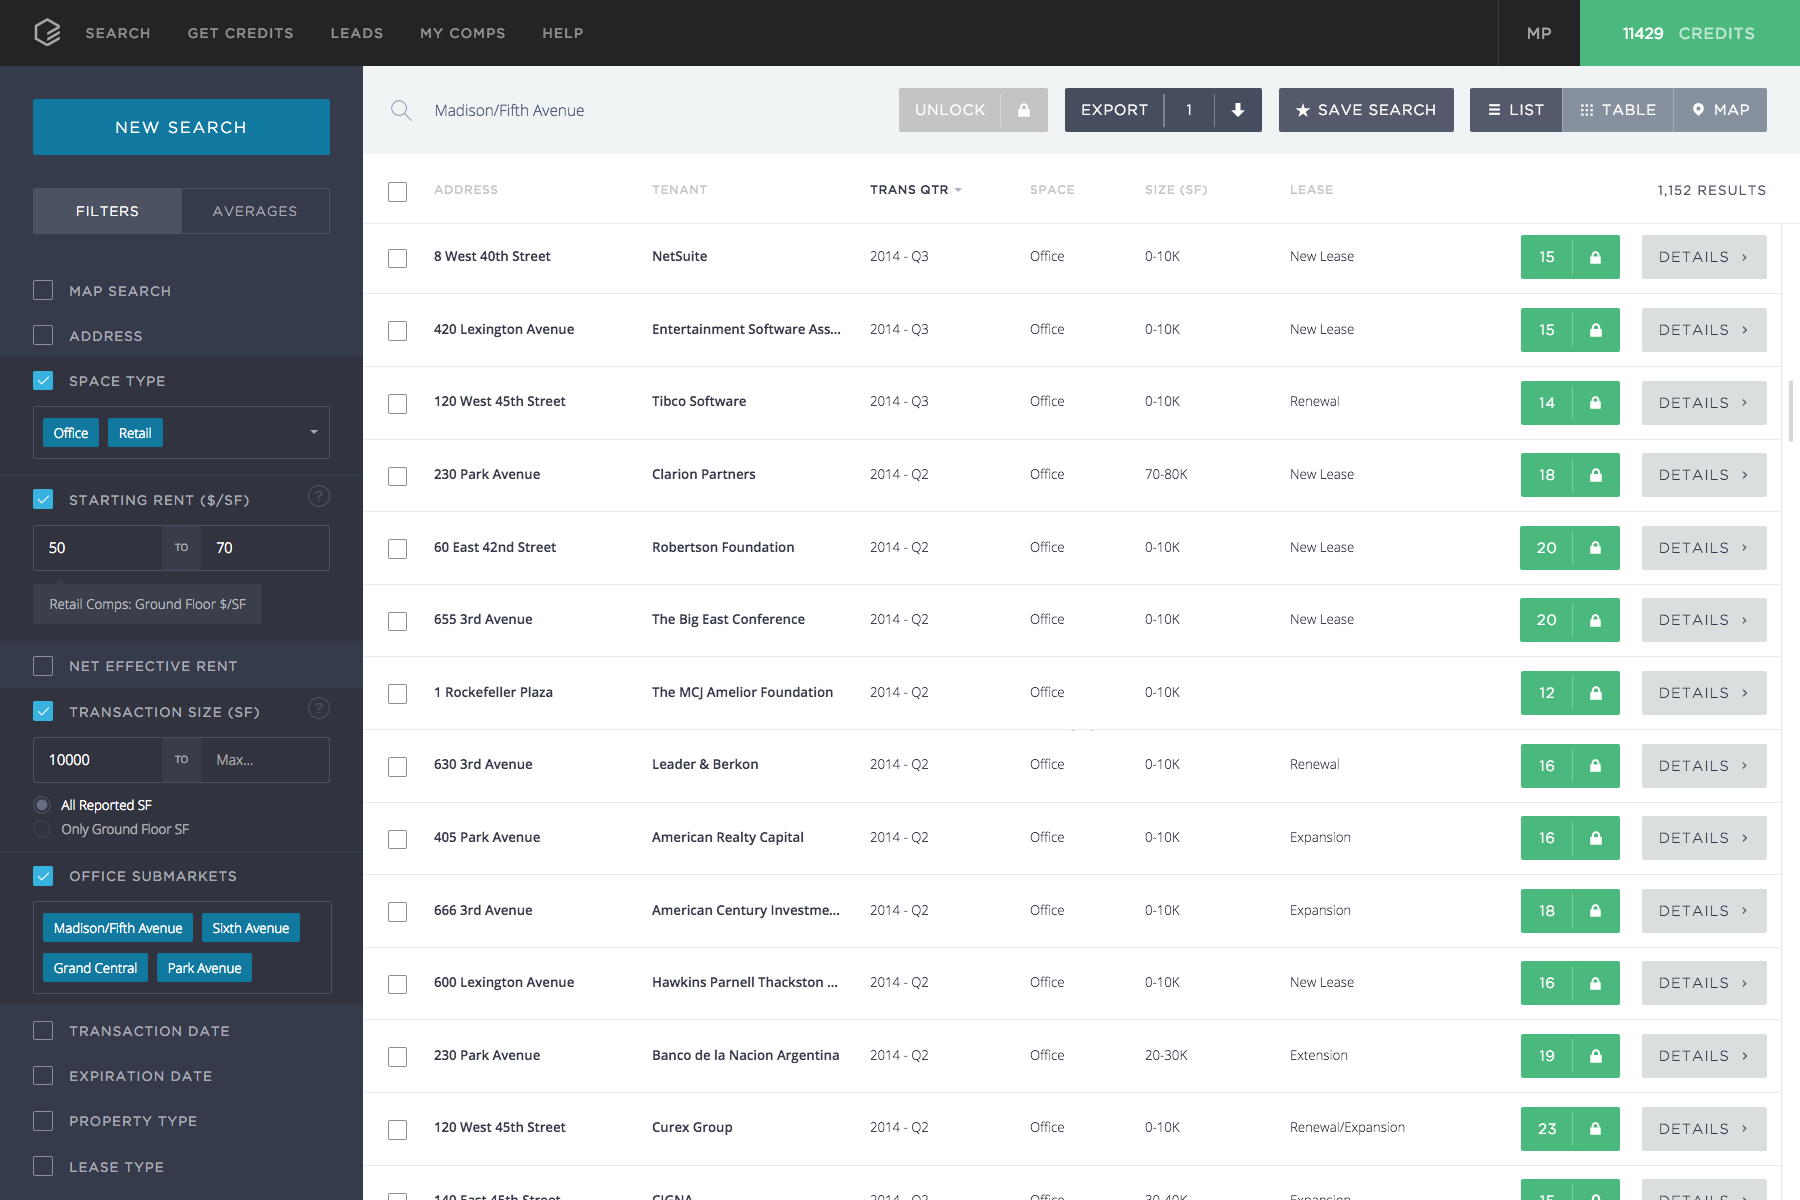 SEARCH GET CREDITS LEADS MY COMPS HELP MP 11429 CREDITS
NEW SEARCH
FILTERS AVERAGES
MAP SEARCH
ADDRESS
SPACE TYPE
Office Retail
STARTING RENT ($/SF) ?
50 TO 70
Retail Comps: Ground Floor $/SF
NET EFFECTIVE RENT
TRANSACTION SIZE (SF) ?
10000 TO Max...
All Reported SF
Only Ground Floor SF
OFFICE SUBMARKETS
Madison/Fifth Avenue Sixth Avenue
Grand Central Park Avenue
TRANSACTION DATE
EXPIRATION DATE
PROPERTY TYPE
LEASE TYPE
Madison/Fifth Avenue UNLOCK EXPORT 1 SAVE SEARCH LIST TABLE MAP
ADDRESS TENANT TRANS QTR SPACE SIZE (SF) LEASE 1,152 RESULTS
8 West 40th Street NetSuite 2014 - Q3 Office 0-10K New Lease 15 DETAILS
420 Lexington Avenue Entertainment Software Ass... 2014 - Q3 Office 0-10K New Lease 15 DETAILS
120 West 45th Street Tibco Software 2014 - Q3 Office 0-10K Renewal 14 DETAILS
230 Park Avenue Clarion Partners 2014 - Q2 Office 70-80K New Lease 18 DETAILS
60 East 42nd Street Robertson Foundation 2014 - Q2 Office 0-10K New Lease 20 DETAILS
655 3rd Avenue The Big East Conference 2014 - Q2 Office 0-10K New Lease 20 DETAILS
1 Rockefeller Plaza The MCJ Amelior Foundation 2014 - Q2 Office 0-10K 12 DETAILS
630 3rd Avenue Leader & Berkon 2014 - Q2 Office 0-10K Renewal 16 DETAILS
405 Park Avenue American Realty Capital 2014 - Q2 Office 0-10K Expansion 16 DETAILS
666 3rd Avenue American Century Investme... 2014 - Q2 Office 0-10K Expansion 18 DETAILS
600 Lexington Avenue Hawkins Parnell Thackston ... 2014 - Q2 Office 0-10K New Lease 16 DETAILS
230 Park Avenue Banco de la Nacion Argentina 2014 - Q2 Office 20-30K Extension 19 DETAILS
120 West 45th Street Curex Group 2014 - Q2 Office 0-10K Renewal/Expansion 23 DETAILS
140 East 45th Street CIGNA 2014 - Q2 Office 30-40K Expansion 15 DETAILS